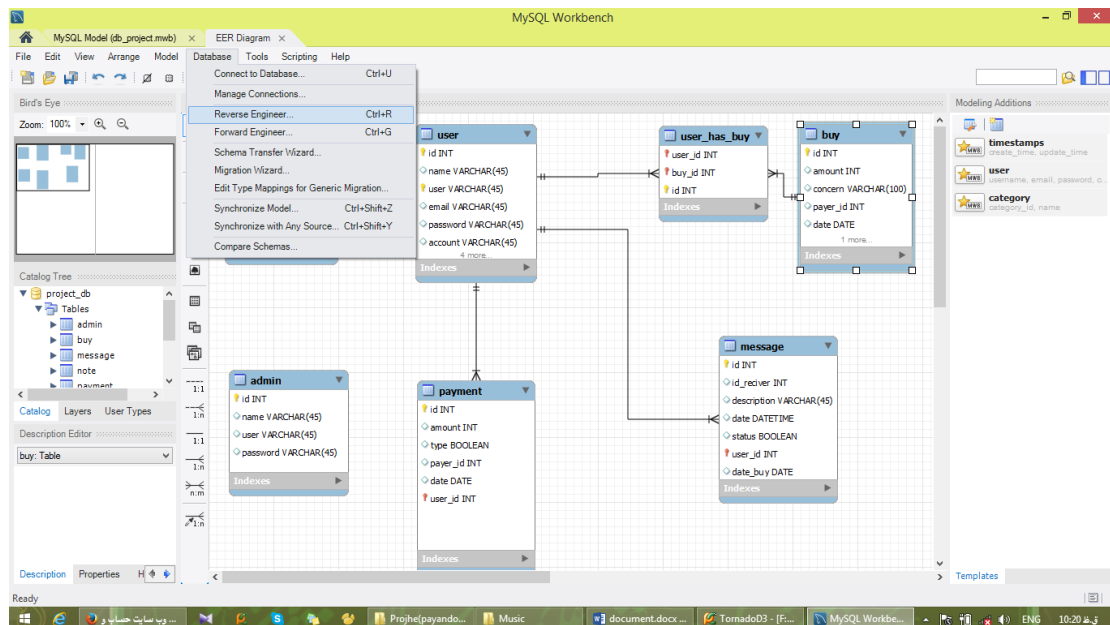 MySQL Workbench
MySQL Model (db_project.mwb) ×
EER Diagram ×
File Edit View Arrange Model Database Tools Scripting Help
Connect to Database... Ctrl+U
Manage Connections...
Reverse Engineer... Ctrl+R
Forward Engineer... Ctrl+G
Schema Transfer Wizard...
Migration Wizard...
Edit Type Mappings for Generic Migration...
Synchronize Model... Ctrl+Shift+Z
Synchronize with Any Source... Ctrl+Shift+Y
Compare Schemas...
Bird's Eye
Zoom: 100%
Catalog Tree
project_db
Tables
admin
buy
message
note
payment
Catalog Layers User Types
Description Editor
buy: Table
Description Properties H
Ready
1:1
1:n
1:1
1:n
n:m
1:n
user
id INT
name VARCHAR(45)
user VARCHAR(45)
email VARCHAR(45)
password VARCHAR(45)
account VARCHAR(45)
4 more...
Indexes
user_has_buy
user_id INT
buy_id INT
id INT
Indexes
buy
id INT
amount INT
concern VARCHAR(100)
payer_id INT
date DATE
1 more...
Indexes
admin
id INT
name VARCHAR(45)
user VARCHAR(45)
password VARCHAR(45)
Indexes
payment
id INT
amount INT
type BOOLEAN
payer_id INT
date DATE
user_id INT
Indexes
message
id INT
id_reciver INT
description VARCHAR(45)
date DATETIME
status BOOLEAN
user_id INT
date_buy DATE
Indexes
Modeling Additions
MWB
timestamps
create_time, update_time
MWB
user
username, email, password, c...
MWB
category
category_id, name
Templates
وب سایت حساب و ...
Projhe(payando...
Music
document.docx ...
TornadoD3 - [F:...
MySQL Workbe...
ENG
10:20 ق.ظ